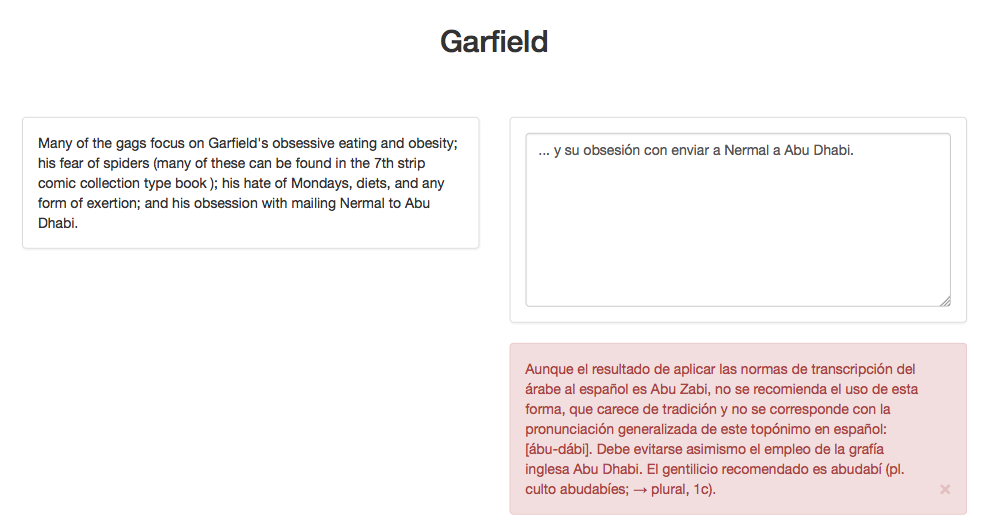 Garfield
Many of the gags focus on Garfield's obsessive eating and obesity;
his fear of spiders (many of these can be found in the 7th strip
comic collection type book ); his hate of Mondays, diets, and any
form of exertion; and his obsession with mailing Nermal to Abu
Dhabi.
... y su obsesión con enviar a Nermal a Abu Dhabi.
Aunque el resultado de aplicar las normas de transcripción del
árabe al español es Abu Zabi, no se recomienda el uso de esta
forma, que carece de tradición y no se corresponde con la
pronunciación generalizada de este topónimo en español:
[ábu-dábi]. Debe evitarse asimismo el empleo de la grafía
inglesa Abu Dhabi. El gentilicio recomendado es abudabí (pl.
culto abudabíes; → plural, 1c).
×